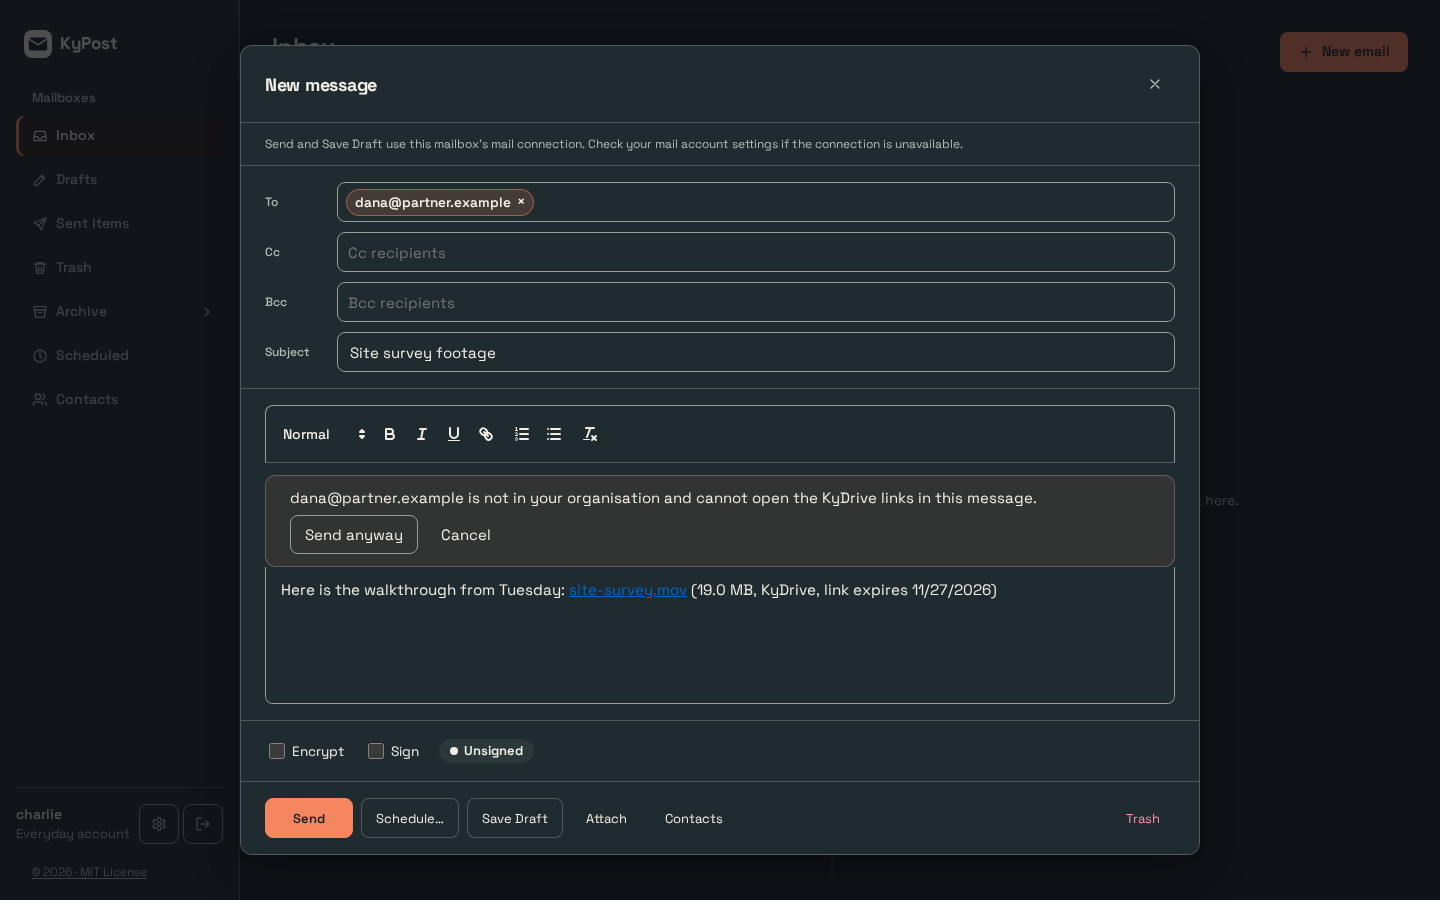 KyPost
Inbox
New email
Mailboxes
Inbox
Drafts
Sent Items
Trash
Archive
Scheduled
Contacts
charlie
Everyday account
© 2026 · MIT License
here.
New message
Send and Save Draft use this mailbox's mail connection. Check your mail account settings if the connection is unavailable.
To
dana@partner.example ×
Cc
Cc recipients
Bcc
Bcc recipients
Subject
Site survey footage
Normal
dana@partner.example is not in your organisation and cannot open the KyDrive links in this message.
Send anyway
Cancel
Here is the walkthrough from Tuesday: site-survey.mov (19.0 MB, KyDrive, link expires 11/27/2026)
Encrypt
Sign
Unsigned
Send
Schedule…
Save Draft
Attach
Contacts
Trash